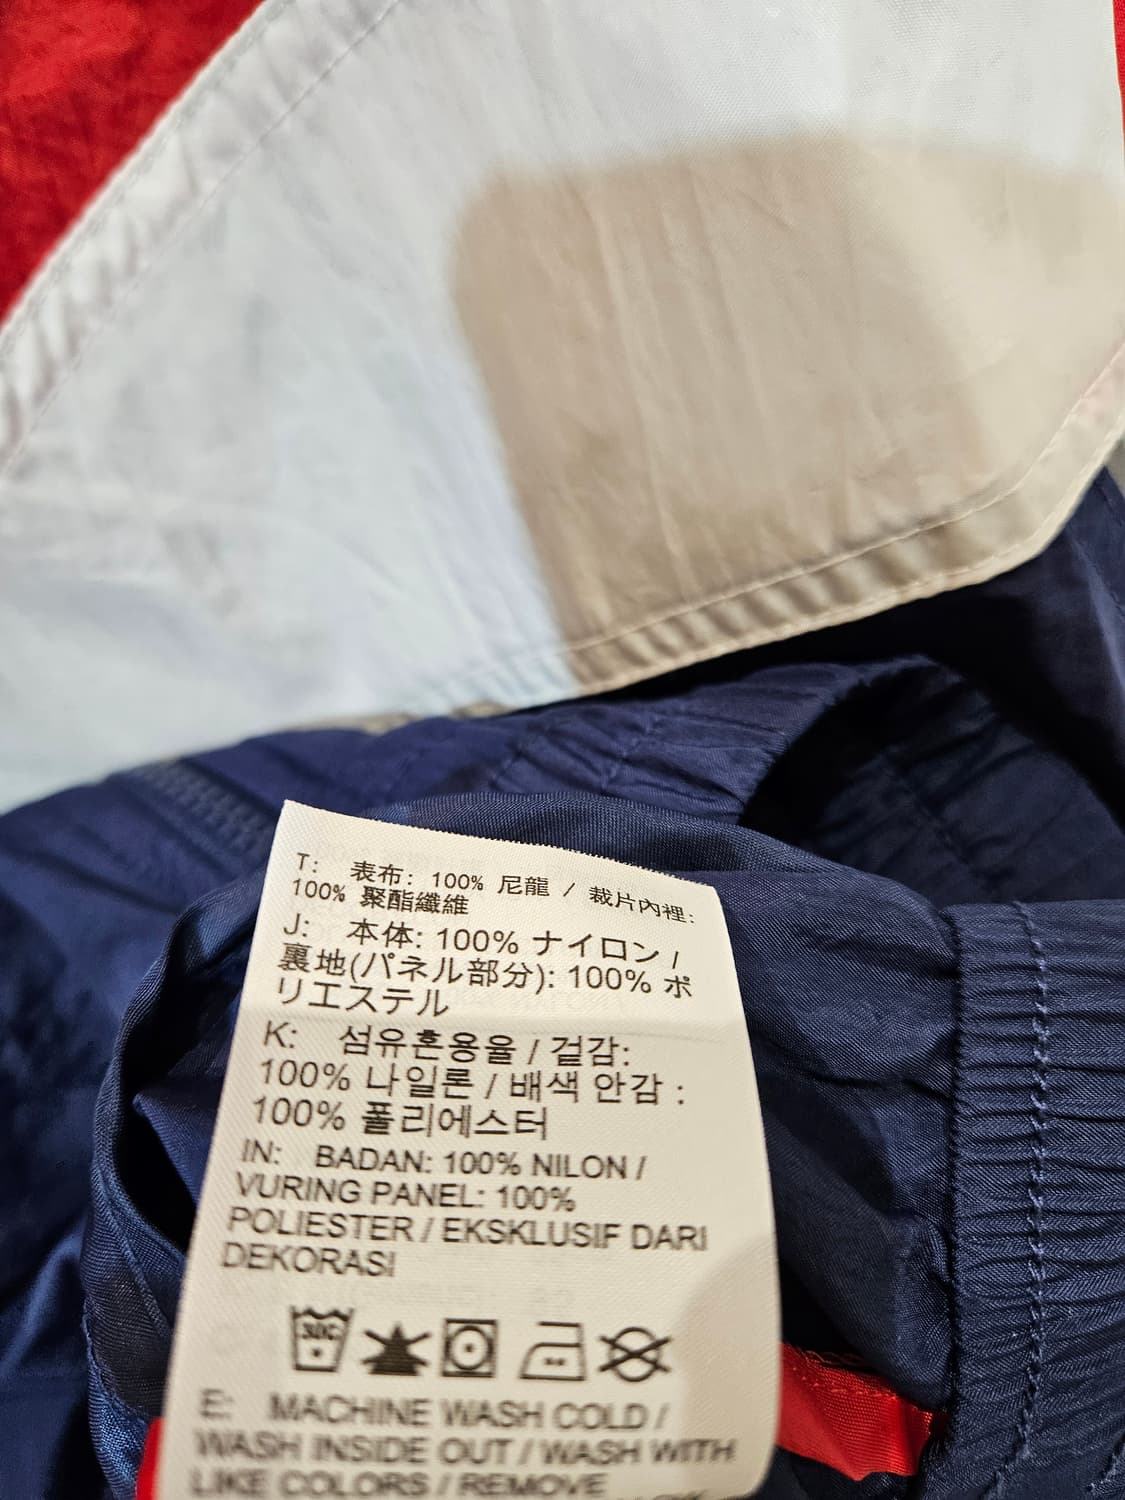 T: 表布: 100% 尼龍 / 裁片內裡:
100% 聚酯纖維
J: 本体: 100% ナイロン /
裏地(パネル部分): 100% ポ
リエステル
K: 섬유혼용율 / 겉감:
100% 나일론 / 배색 안감 :
100% 폴리에스터
IN: BADAN: 100% NILON /
VURING PANEL: 100%
POLIESTER / EKSKLUSIF DARI
DEKORASI
30C
E: MACHINE WASH COLD /
WASH INSIDE OUT / WASH WITH
LIKE COLORS / REMOVE